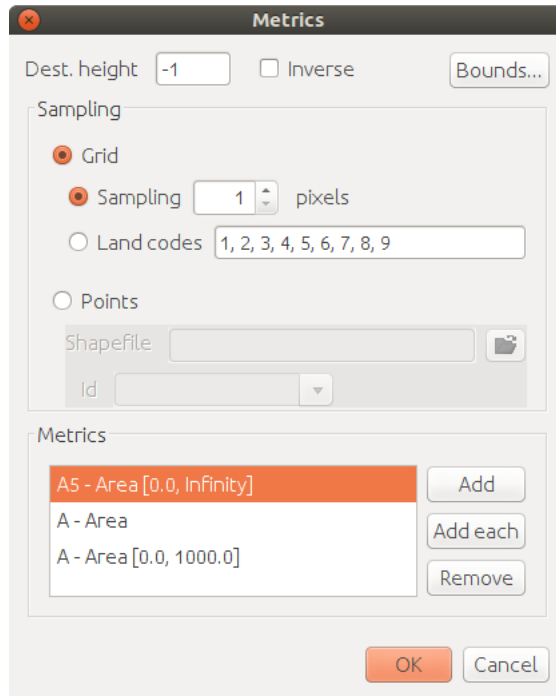 Metrics
Dest. height -1 Inverse Bounds...
Sampling
Grid
Sampling 1 pixels
Land codes 1, 2, 3, 4, 5, 6, 7, 8, 9
Points
Shapefile
Id
Metrics
A5 - Area [0.0, Infinity]
A - Area
A - Area [0.0, 1000.0]
Add
Add each
Remove
OK Cancel